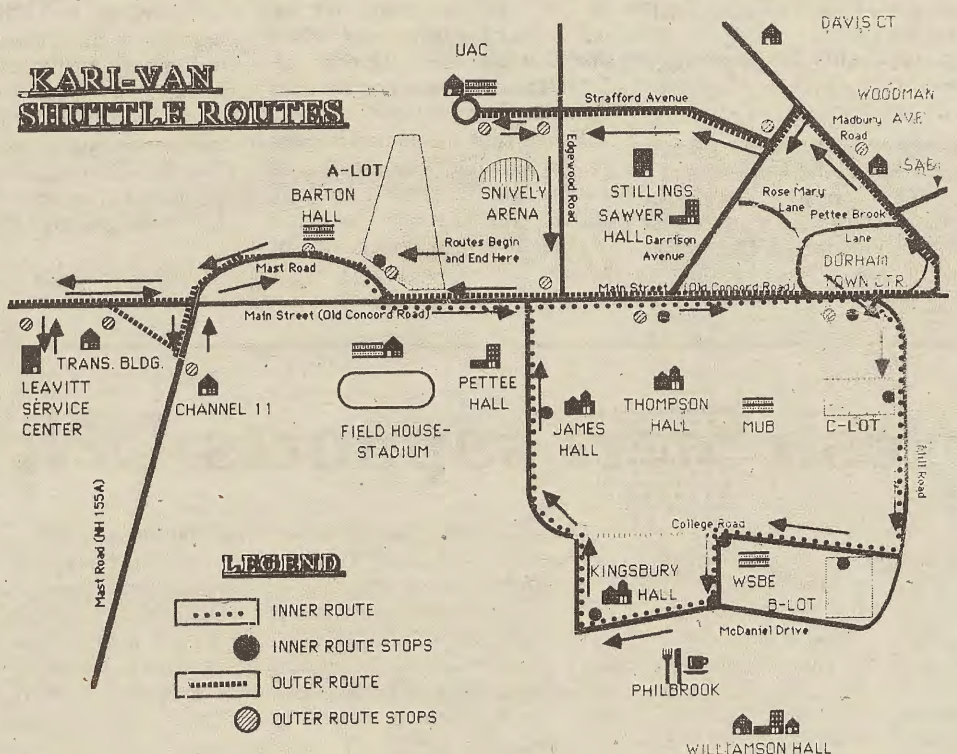 KARI-VAN
SHUTTLE ROUTES
UAC
DAVIS CT
WOODMAN
AVE
Madbury
Road
SAE
Strafford Avenue
Edgewood Road
A-LOT
BARTON
HALL
SNIVELY
ARENA
STILLINGS
SAWYER
HALL
Garrison
Avenue
Rose Mary
Lane
Pettee Brook
Lane
DURHAM
TOWN CTR.
Routes Begin
and End Here
Mast Road
Main Street (Old Concord Road)
Main Street (Old Concord Road)
TRANS. BLDG.
LEAVITT
SERVICE
CENTER
CHANNEL 11
FIELD HOUSE-
STADIUM
PETTEE
HALL
JAMES
HALL
THOMPSON
HALL
MUB
C-LOT
Mill Road
Mast Road (NH 155A)
College Road
KINGSBURY
HALL
WSBE
B-LOT
McDaniel Drive
PHILBROOK
WILLIAMSON HALL
LEGEND
INNER ROUTE
INNER ROUTE STOPS
OUTER ROUTE
OUTER ROUTE STOPS